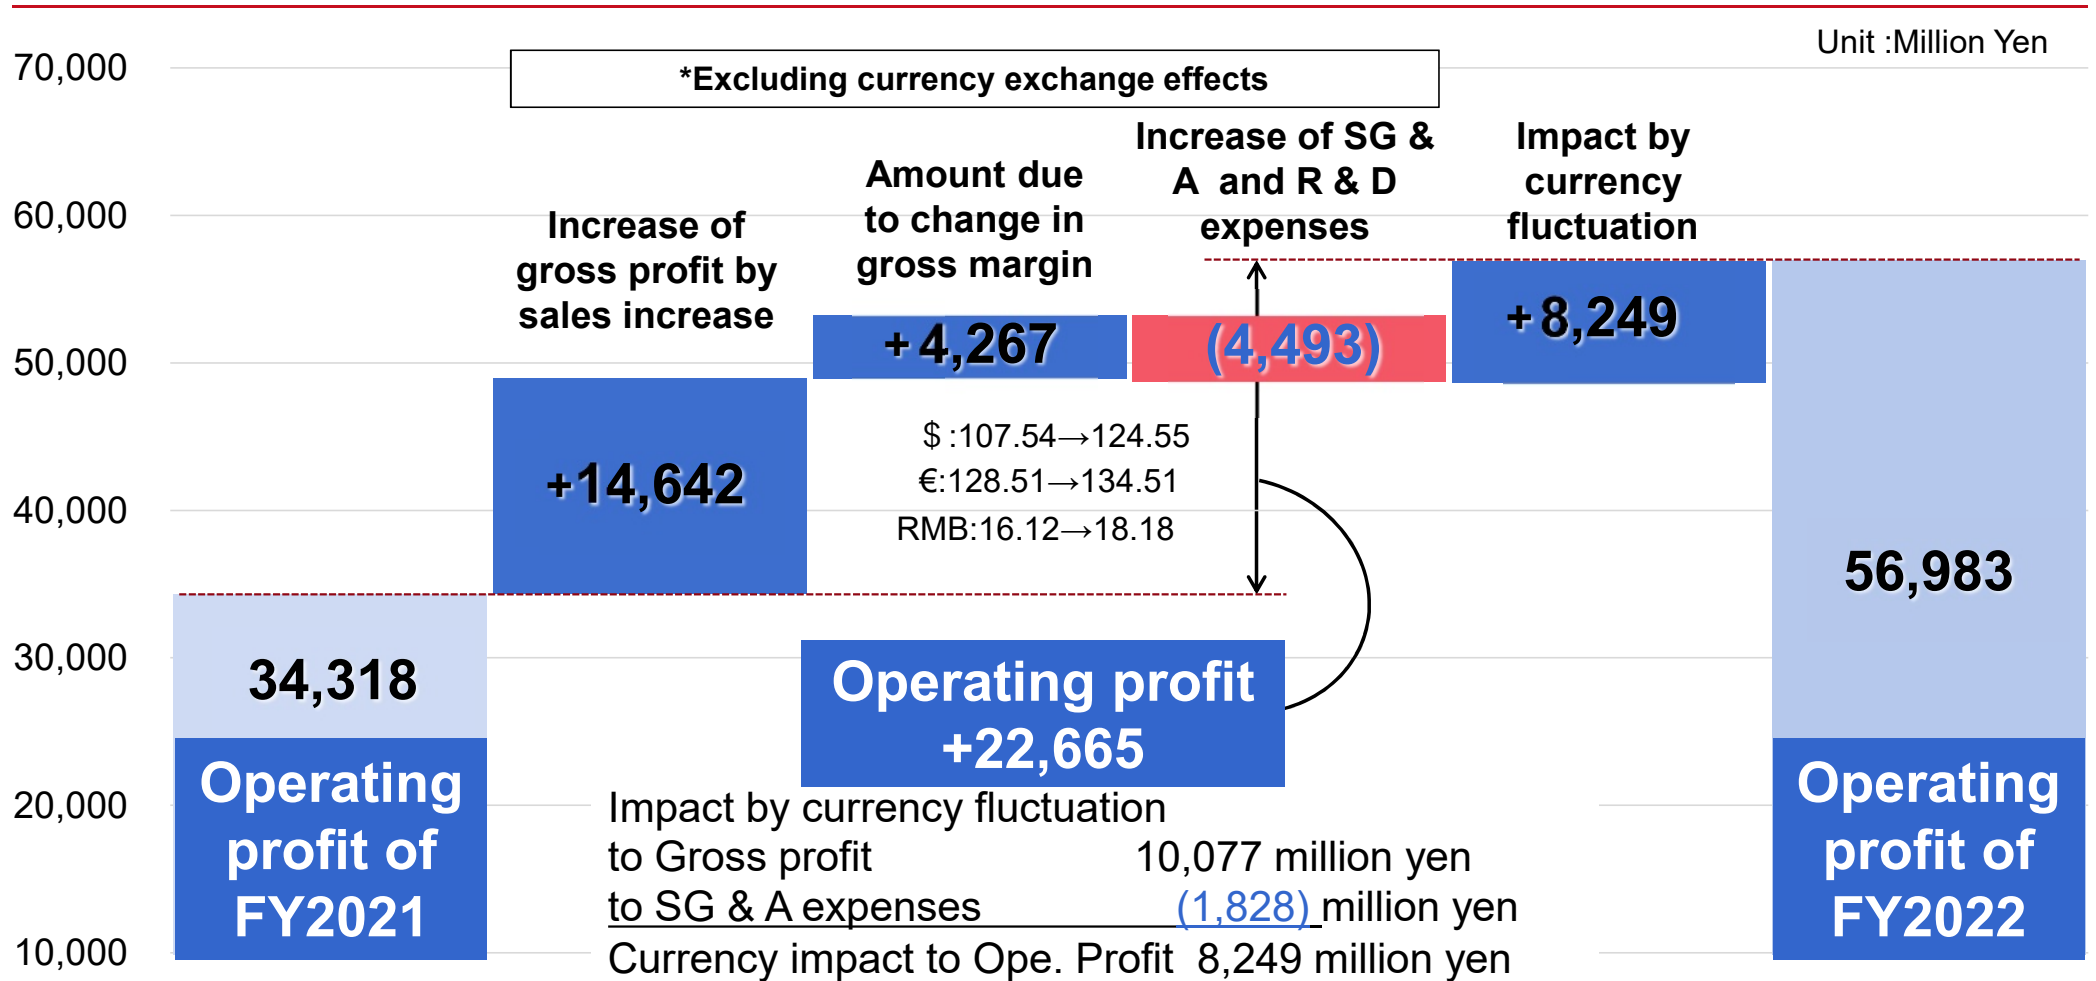 Unit :Million Yen
70,000
60,000
50,000
40,000
30,000
20,000
10,000
*Excluding currency exchange effects
Increase of
gross profit by
sales increase
Amount due
to change in
gross margin
Increase of SG &
A and R & D
expenses
Impact by
currency
fluctuation
+14,642
+4,267
(4,493)
+8,249
$ :107.54→124.55
€:128.51→134.51
RMB:16.12→18.18
34,318
Operating
profit of
FY2021
Operating profit
+22,665
56,983
Operating
profit of
FY2022
Impact by currency fluctuation
to Gross profit 10,077 million yen
to SG & A expenses (1,828) million yen
Currency impact to Ope. Profit 8,249 million yen